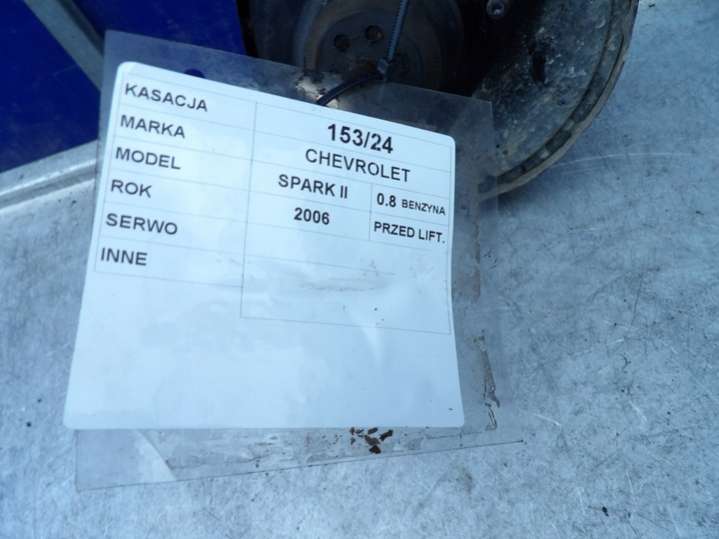 KASACJA 153/24
MARKA CHEVROLET
MODEL SPARK II 0.8 BENZYNA
ROK 2006 PRZED LIFT.
SERWO
INNE